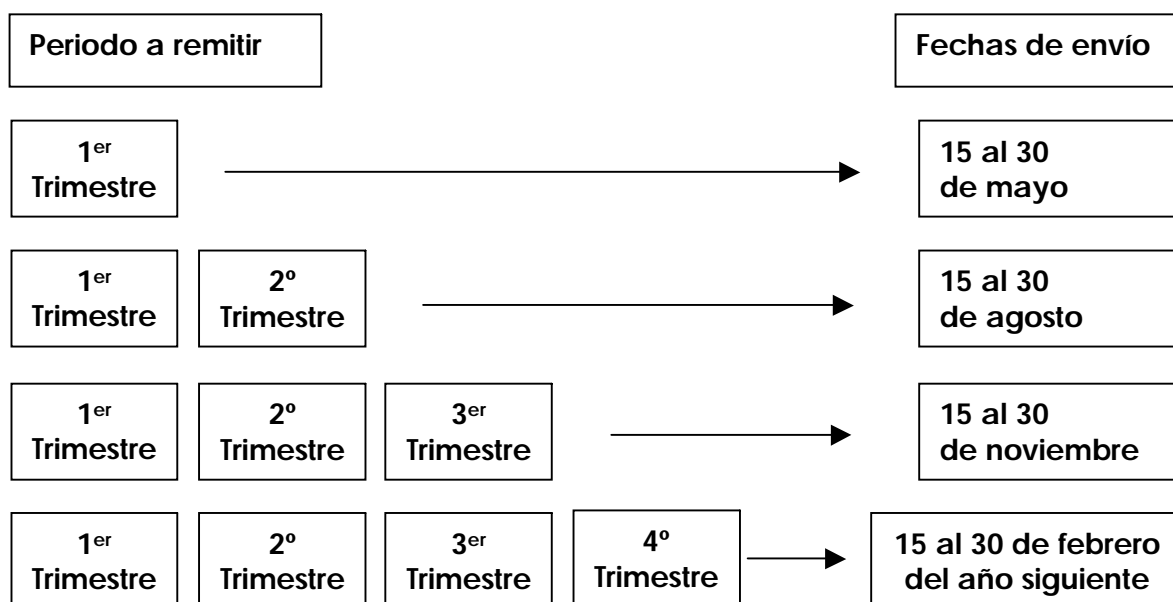 Periodo a remitir
Fechas de envío
1er
Trimestre
15 al 30
de mayo
1er
Trimestre
2º
Trimestre
15 al 30
de agosto
1er
Trimestre
2º
Trimestre
3er
Trimestre
15 al 30
de noviembre
1er
Trimestre
2º
Trimestre
3er
Trimestre
4º
Trimestre
15 al 30 de febrero
del año siguiente